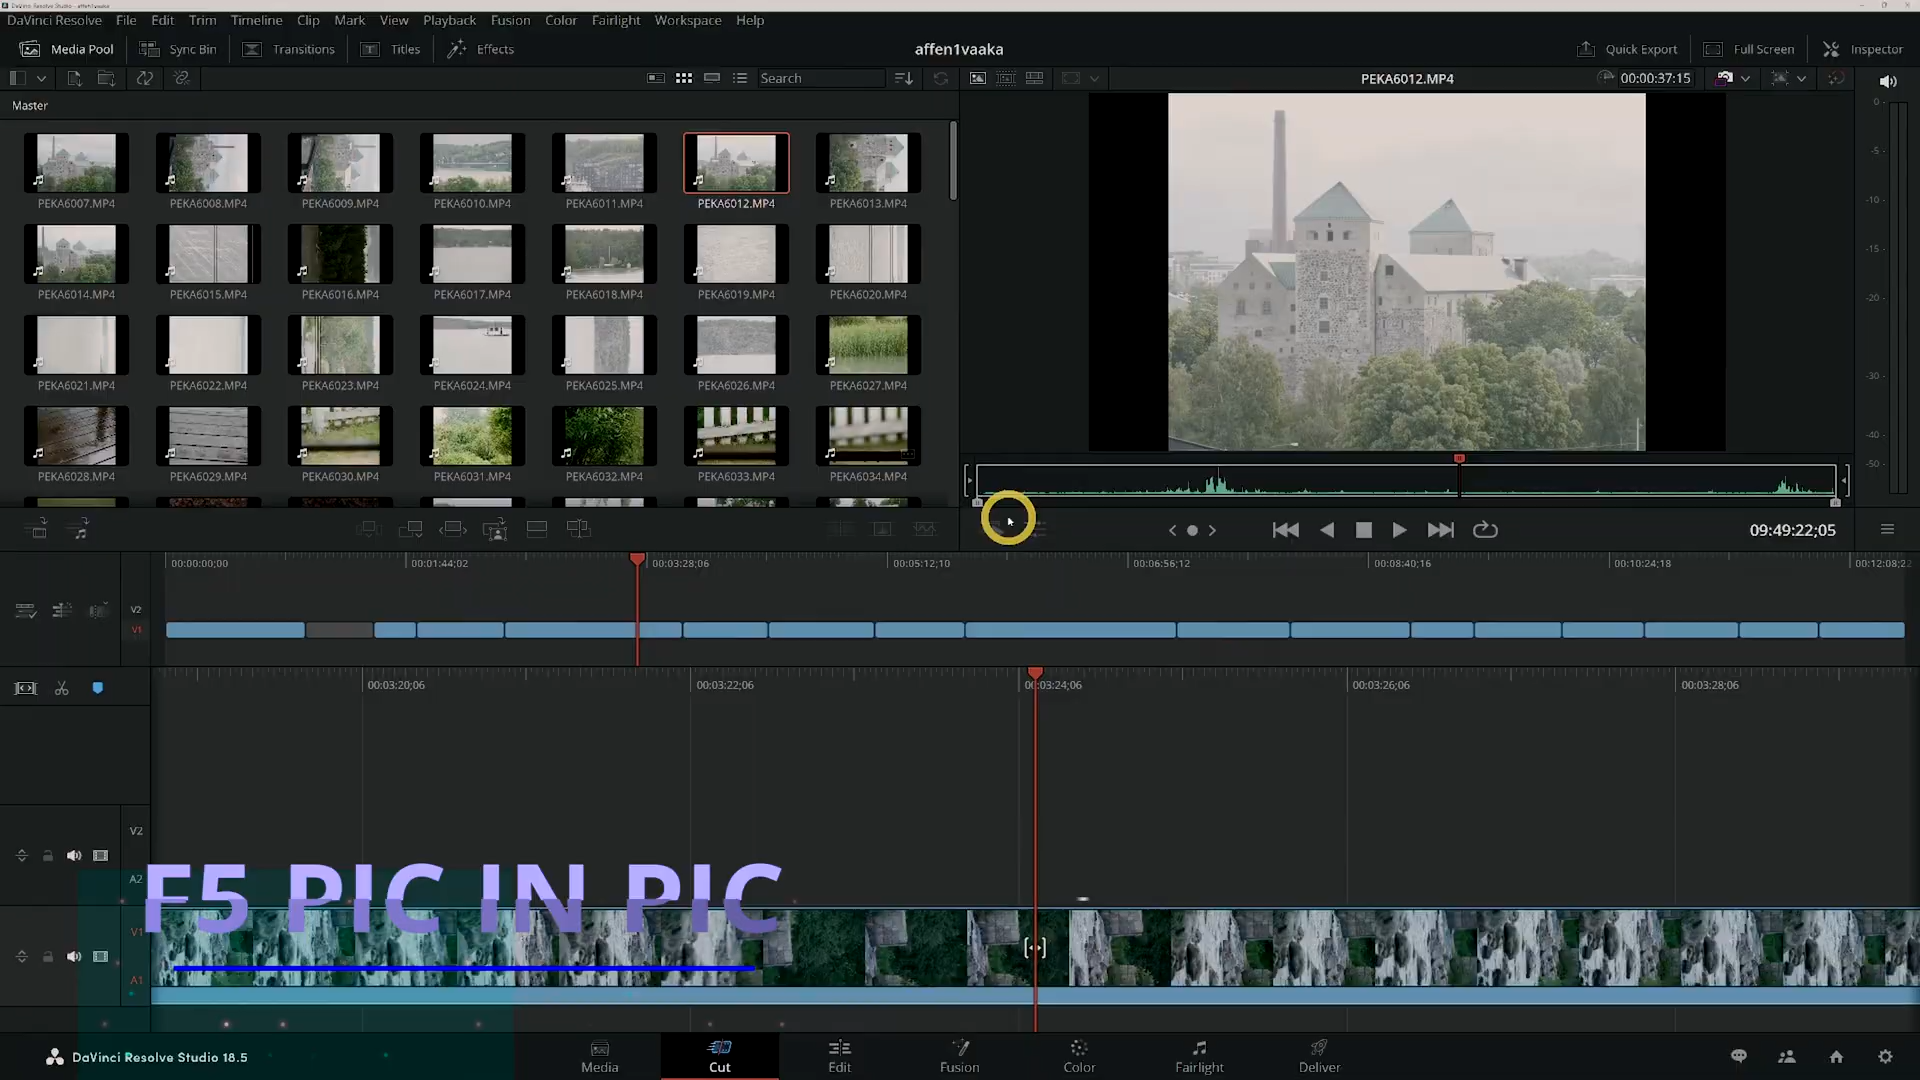 DaVinci Resolve Studio - affen1vaaka
DaVinci Resolve File Edit Trim Timeline Clip Mark View Playback Fusion Color Fairlight Workspace Help
Media Pool Sync Bin Transitions Titles Effects affen1vaaka Quick Export Full Screen Inspector
Search PEKA6012.MP4 00:00:37:15
Master
PEKA6007.MP4 PEKA6008.MP4 PEKA6009.MP4 PEKA6010.MP4 PEKA6011.MP4 PEKA6012.MP4 PEKA6013.MP4
PEKA6014.MP4 PEKA6015.MP4 PEKA6016.MP4 PEKA6017.MP4 PEKA6018.MP4 PEKA6019.MP4 PEKA6020.MP4
PEKA6021.MP4 PEKA6022.MP4 PEKA6023.MP4 PEKA6024.MP4 PEKA6025.MP4 PEKA6026.MP4 PEKA6027.MP4
PEKA6028.MP4 PEKA6029.MP4 PEKA6030.MP4 PEKA6031.MP4 PEKA6032.MP4 PEKA6033.MP4 PEKA6034.MP4
0
-5
-10
-15
-20
-30
-40
-50
09:49:22;05
00:00:00;00 00:01:44;02 00:03:28;06 00:05:12;10 00:06:56;12 00:08:40;16 00:10:24;18 00:12:08;2
V2
V1
00:03:20;06 00:03:22;06 00:03:24;06 00:03:26;06 00:03:28;06
V2
A2
F5 PIC IN PIC
V1
A1
DaVinci Resolve Studio 18.5
Media Cut Edit Fusion Color Fairlight Deliver